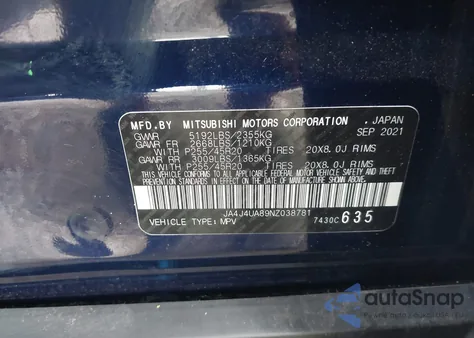 MFD.BY MITSUBISHI MOTORS CORPORATION .JAPAN
GVWR 5192LBS/2355KG SEP 2021
GAWR FR 2668LBS/1210KG
WITH P255/45R20 TIRES 20X8.0J RIMS
GAWR RR 3009LBS/1365KG
WITH P255/45R20 TIRES 20X8.0J RIMS
THIS VEHICLE CONFORMS TO ALL APPLICABLE FEDERAL
MOTOR VEHICLE SAFETY, BUMPER, AND THEFT PREVENTION
STANDARDS IN EFFECT ON THE DATE OF MANUFACTURE SHOWN ABOVE.
JA4J4UA89NZ038781
VEHICLE TYPE: MPV 7430C 635
autoSnap